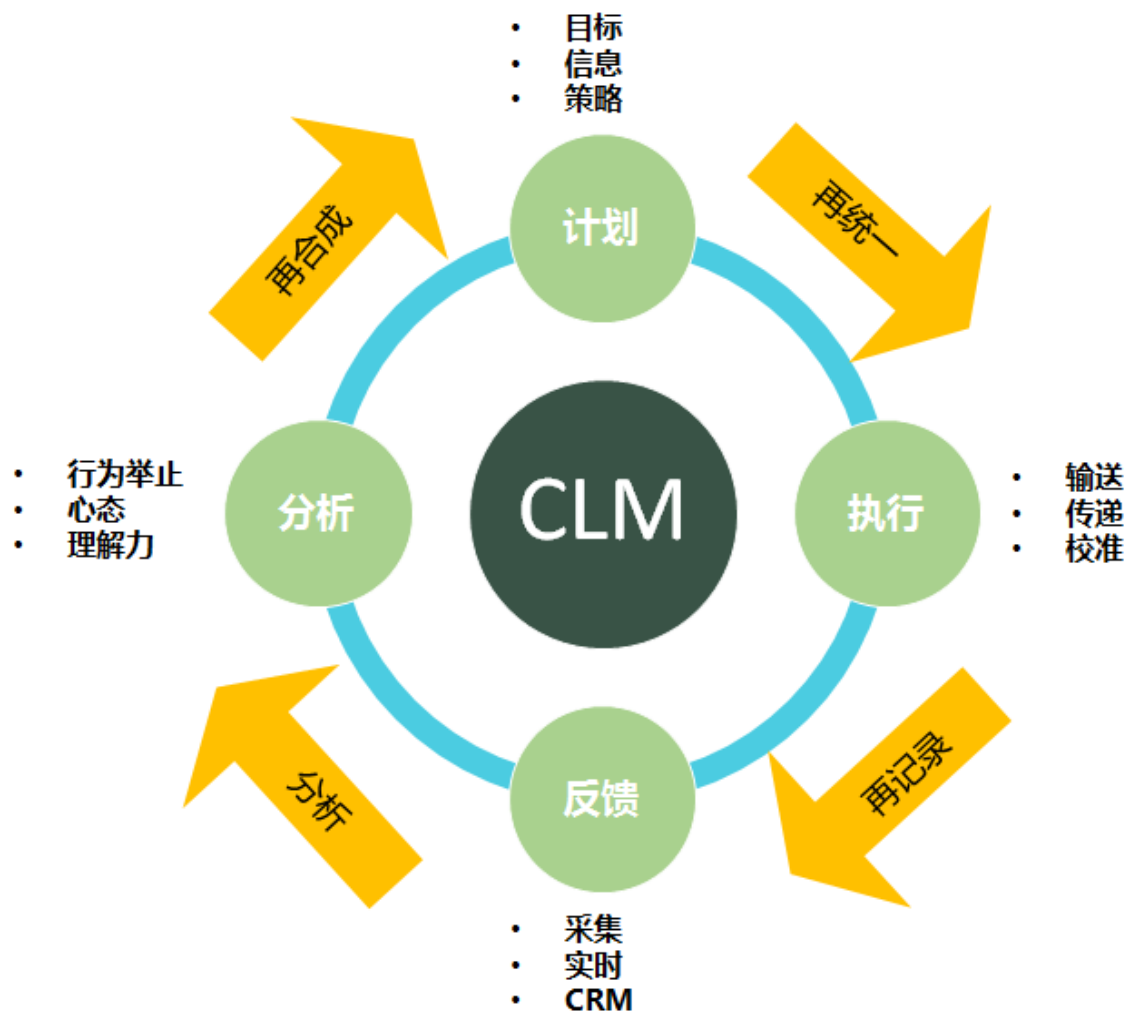 • 目标
• 信息
• 策略
计划
再合成
再统一
• 行为举止
• 心态
• 理解力
分析
CLM
执行
• 输送
• 传递
• 校准
分析
再记录
反馈
• 采集
• 实时
• CRM